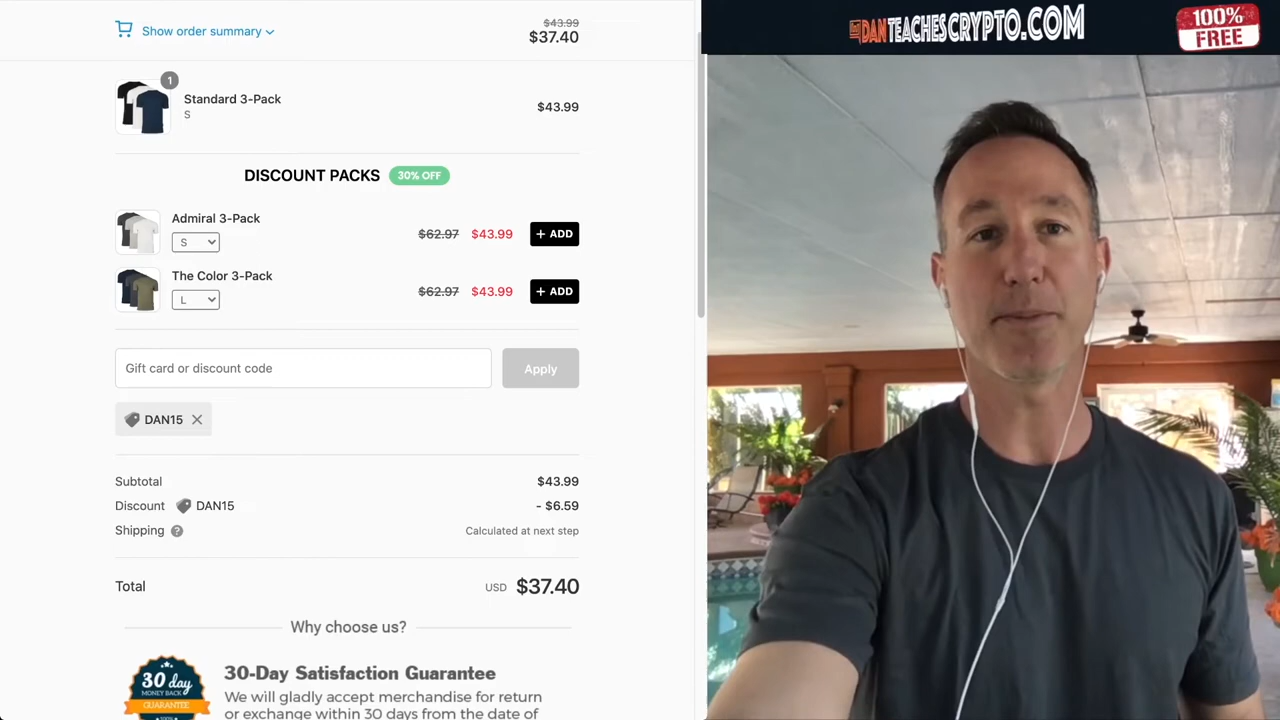 Show order summary
$43.99
$37.40
1
Standard 3-Pack
S
$43.99
DISCOUNT PACKS 30% OFF
Admiral 3-Pack
S
$62.97 $43.99 + ADD
The Color 3-Pack
L
$62.97 $43.99 + ADD
Gift card or discount code
Apply
DAN15
Subtotal $43.99
Discount DAN15 - $6.59
Shipping ? Calculated at next step
Total USD $37.40
Why choose us?
30 day
MONEY BACK
GUARANTEE
30-Day Satisfaction Guarantee
We will gladly accept merchandise for return
or exchange within 30 days from the date of
DANTEACHESCRYPTO.COM
100%
FREE